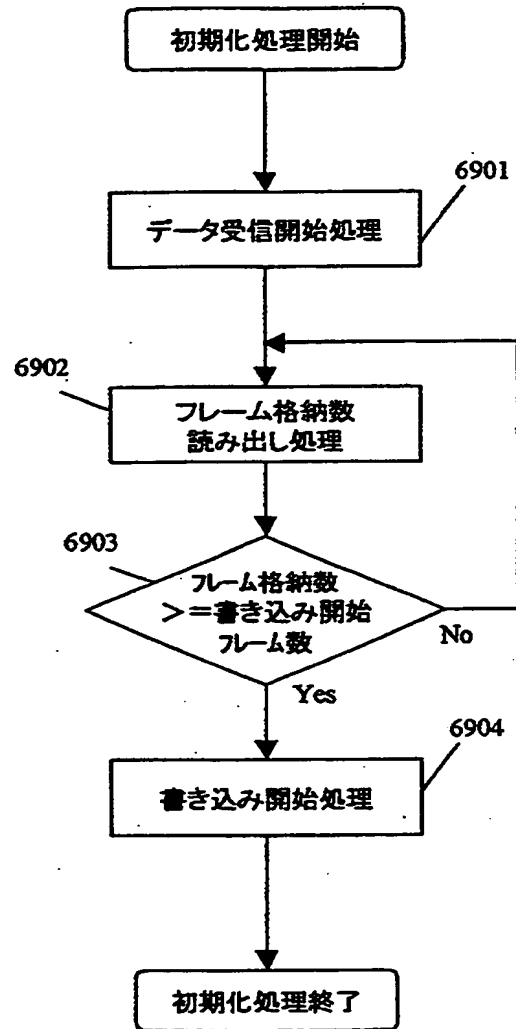 初期化処理開始
6901
データ受信開始処理
6902
フレーム格納数
読み出し処理
6903
フレーム格納数
>=書き込み開始
フレーム数
No
Yes
6904
書き込み開始処理
初期化処理終了